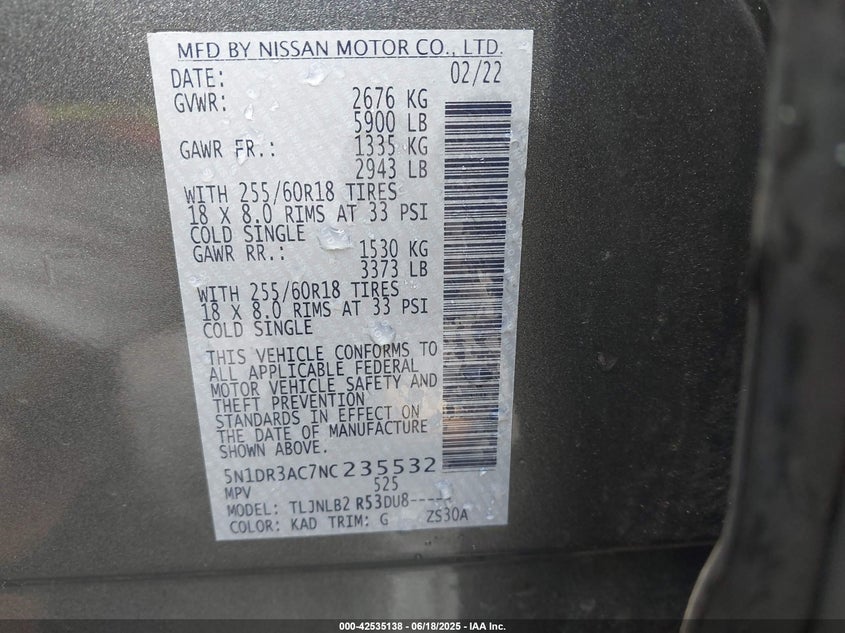 MFD BY NISSAN MOTOR CO., LTD.
DATE: 02/22
GVWR: 2676 KG
5900 LB
GAWR FR.: 1335 KG
2943 LB
WITH 255/60R18 TIRES
18 X 8.0 RIMS AT 33 PSI
COLD SINGLE
GAWR RR.: 1530 KG
3373 LB
WITH 255/60R18 TIRES
18 X 8.0 RIMS AT 33 PSI
COLD SINGLE
THIS VEHICLE CONFORMS TO
ALL APPLICABLE FEDERAL
MOTOR VEHICLE SAFETY AND
THEFT PREVENTION
STANDARDS IN EFFECT ON
THE DATE OF MANUFACTURE
SHOWN ABOVE.
5N1DR3AC7NC235532
MPV 525
MODEL: TLJNLB2 R53DU8-----
COLOR: KAD TRIM: G ZS30A
000-42535138 - 06/18/2025 - IAA Inc.